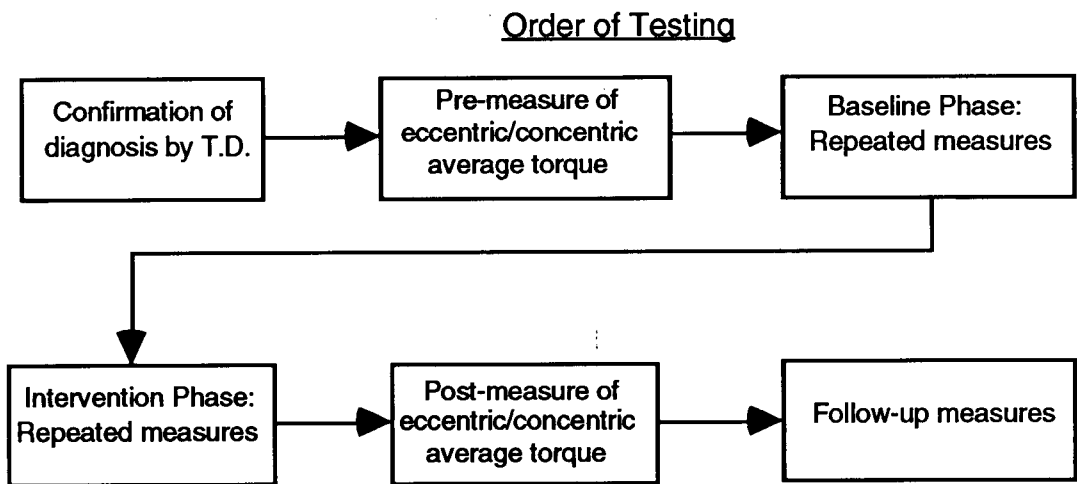 Order of Testing
Confirmation of
diagnosis by T.D.
Pre-measure of
eccentric/concentric
average torque
Baseline Phase:
Repeated measures
Intervention Phase:
Repeated measures
Post-measure of
eccentric/concentric
average torque
Follow-up measures